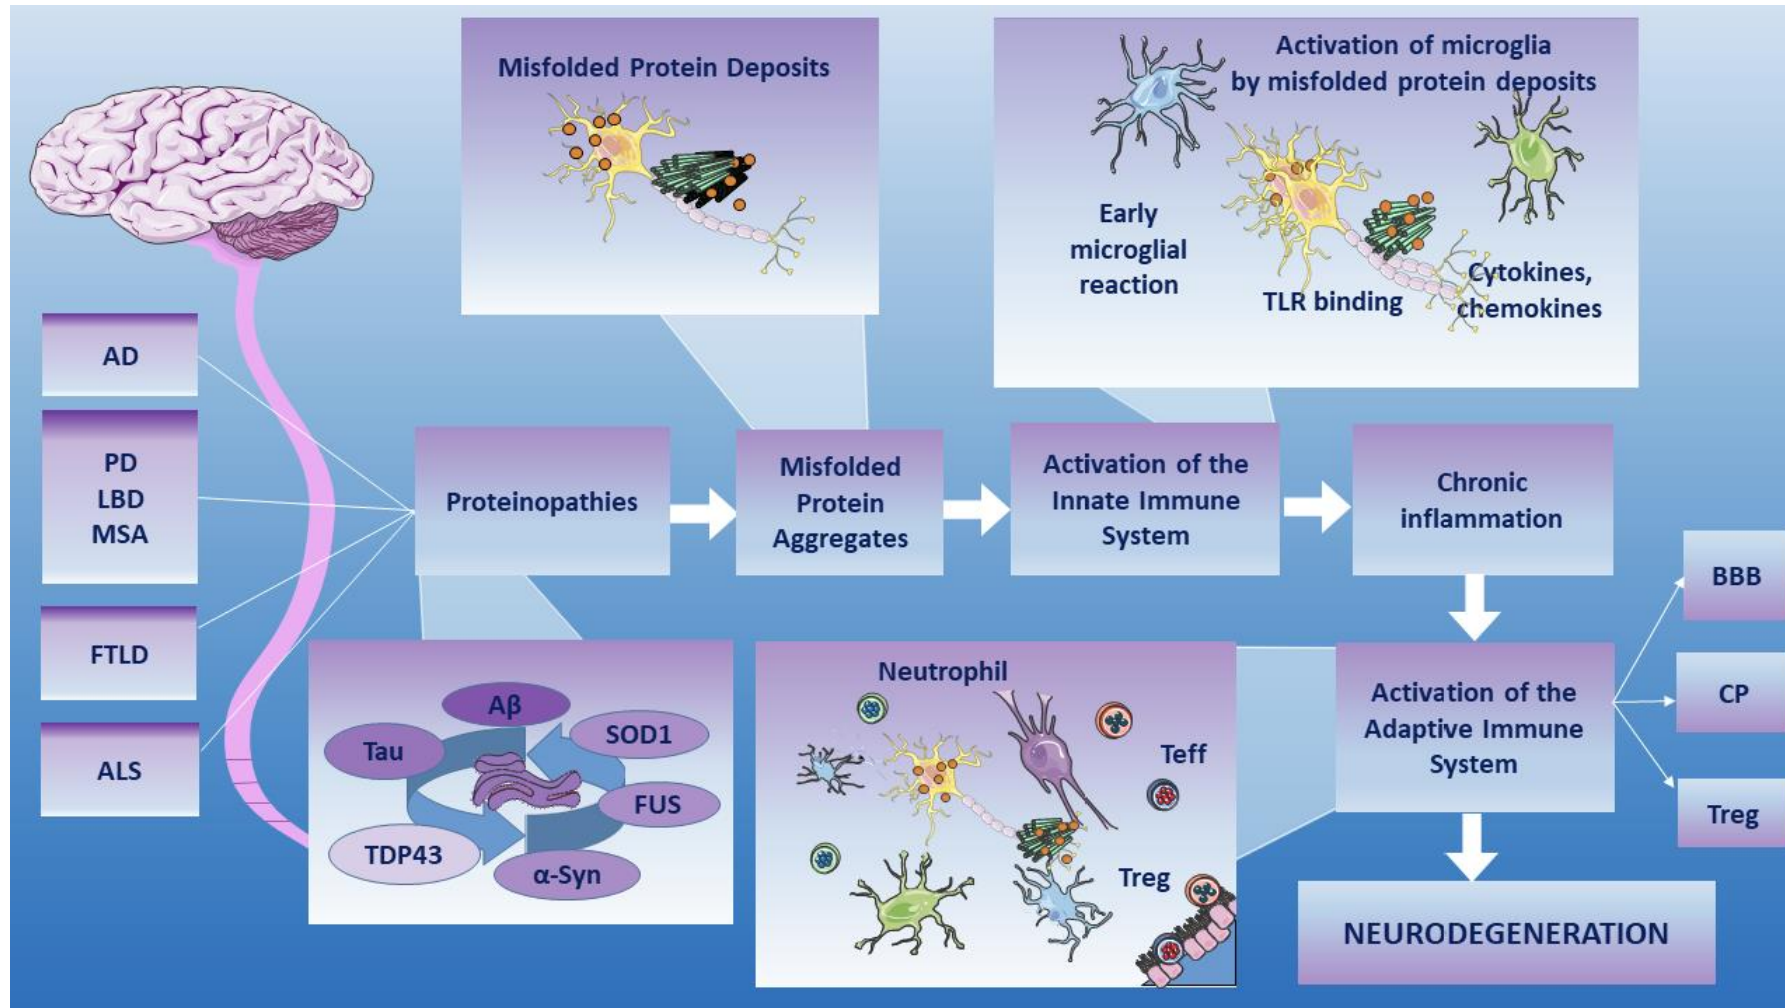 Misfolded Protein Deposits
Activation of microglia
by misfolded protein deposits
Early
microglial
reaction
TLR binding
Cytokines,
chemokines
AD
PD
LBD
MSA
FTLD
ALS
Proteinopathies
Misfolded
Protein
Aggregates
Activation of the
Innate Immune
System
Chronic
inflammation
BBB
CP
Treg
Activation of the
Adaptive Immune
System
Aβ
Tau
SOD1
FUS
TDP43
α-Syn
Neutrophil
Teff
Treg
NEURODEGENERATION